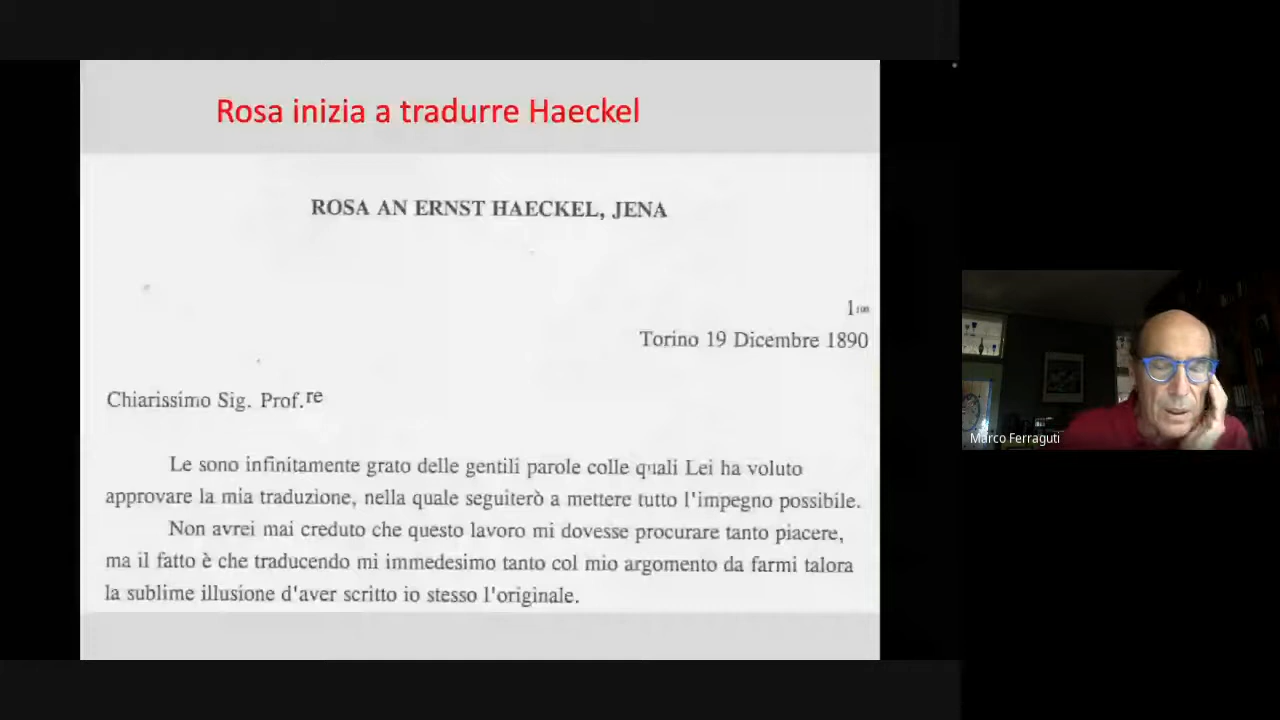 Rosa inizia a tradurre Haeckel
ROSA AN ERNST HAECKEL, JENA
Torino 19 Dicembre 1890
Chiarissimo Sig. Prof.re
Le sono infinitamente grato delle gentili parole colle quali Lei ha voluto
approvare la mia traduzione, nella quale seguiterò a mettere tutto l'impegno possibile.
Non avrei mai creduto che questo lavoro mi dovesse procurare tanto piacere,
ma il fatto è che traducendo mi immedesimo tanto col mio argomento da farmi talora
la sublime illusione d'aver scritto io stesso l'originale.
Marco Ferraguti